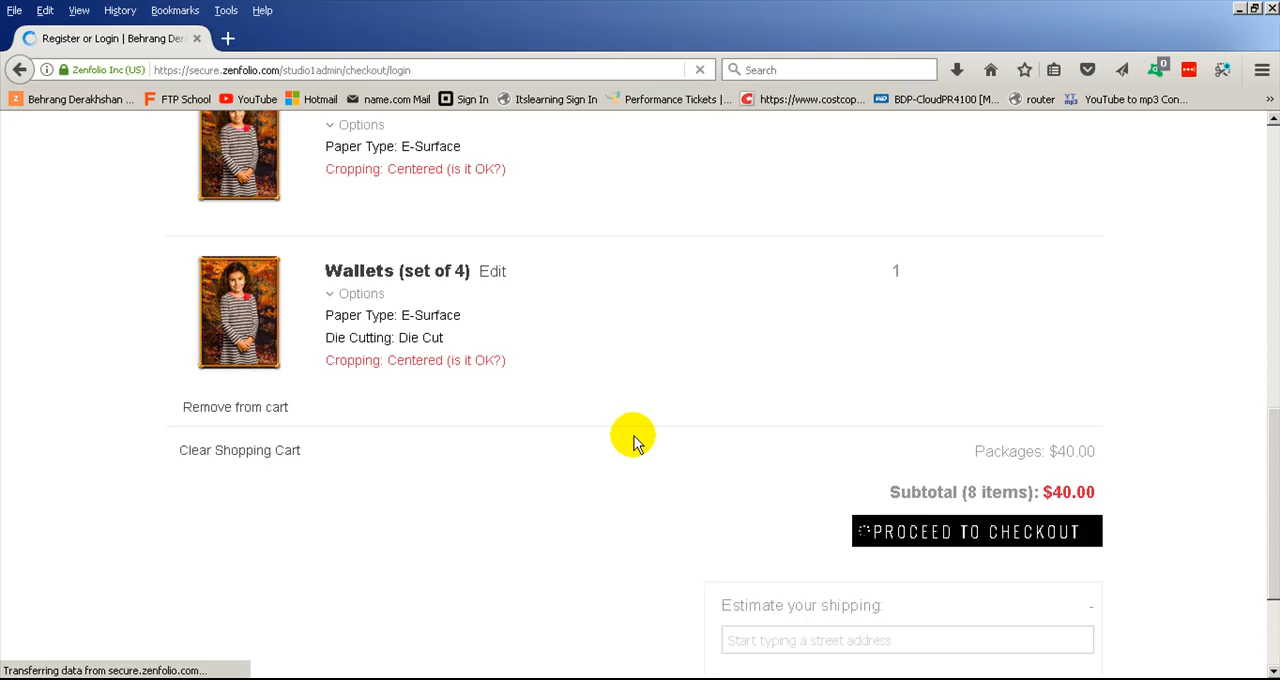 File Edit View History Bookmarks Tools Help
Register or Login | Behrang Der
Zenfolio Inc (US) https://secure.zenfolio.com/studio1admin/checkout/login Search 0
Behrang Derakhshan ... FTP School YouTube Hotmail name.com Mail Sign In Itslearning Sign In Performance Tickets |... https://www.costcop... BDP-CloudPR4100 [M... router YouTube to mp3 Con... »
Options
Paper Type: E-Surface
Cropping: Centered (is it OK?)
Wallets (set of 4) Edit 1
Options
Paper Type: E-Surface
Die Cutting: Die Cut
Cropping: Centered (is it OK?)
Remove from cart
Clear Shopping Cart Packages: $40.00
Subtotal (8 items): $40.00
PROCEED TO CHECKOUT
Estimate your shipping: -
Start typing a street address
Transferring data from secure.zenfolio.com...